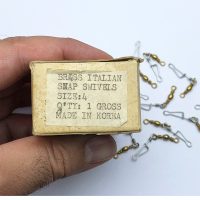 BRASS ITALIAN
SNAP SWIVELS
SIZE:4
Q'TY: 1 GROSS
MADE IN KOREA